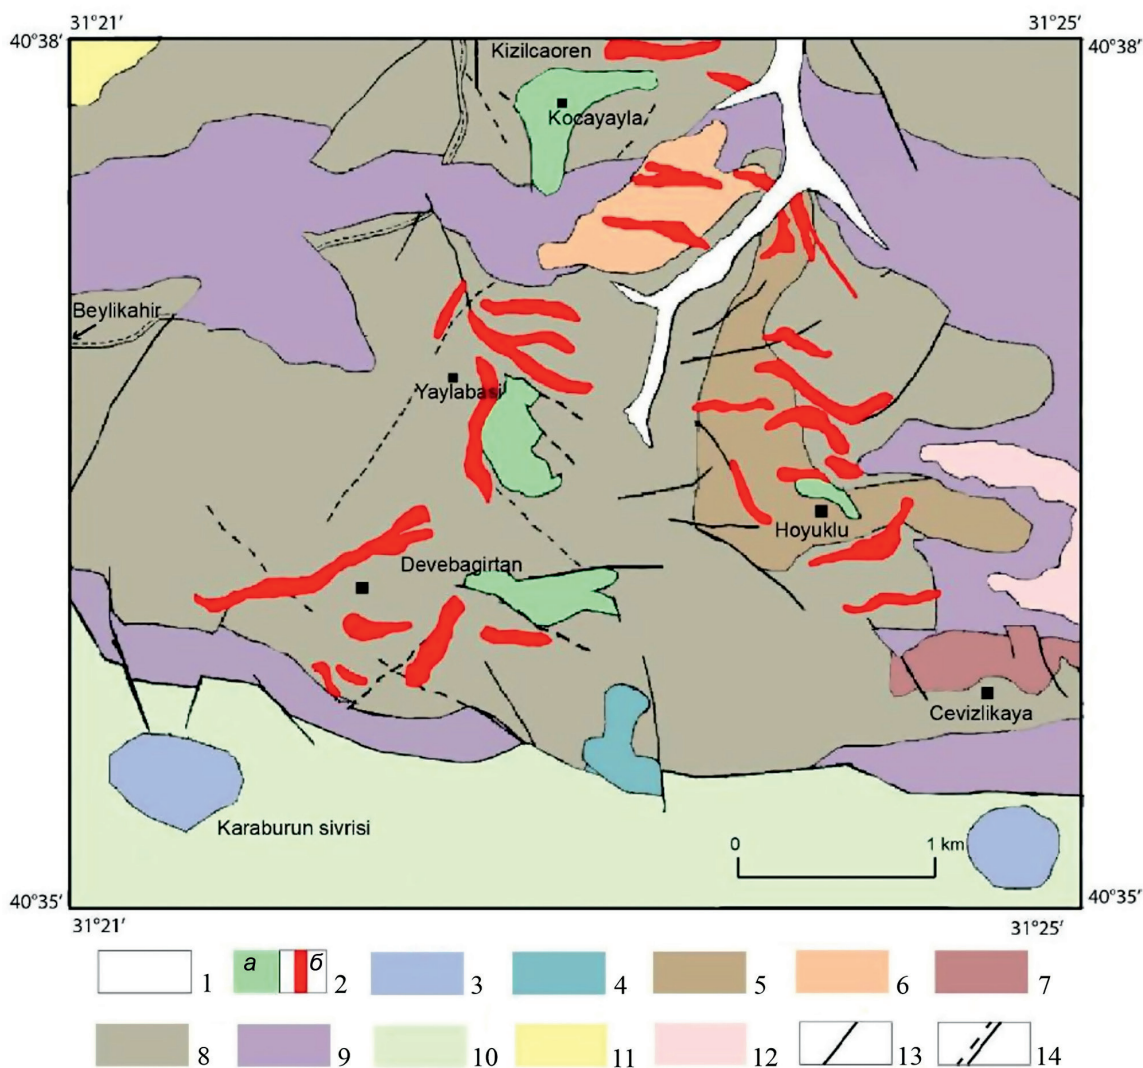 31°21′ 31°25′
40°38′ 40°38′
Kizilcaoren
Kocayayla
Beylikahir
Yaylabasi
Hoyuklu
Devebagirtan
Cevizlikaya
Karaburun sivrisi
0 1 km
40°35′ 40°35′
31°21′ 31°25′
1 а б 2 3 4 5 6 7
8 9 10 11 12 13 14